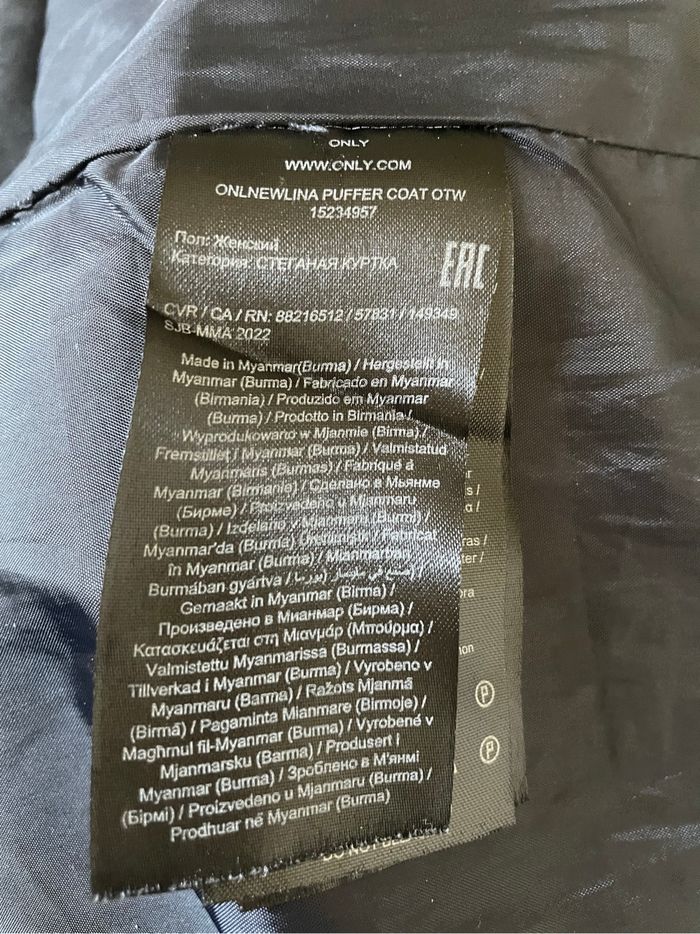 ONLY
WWW.ONLY.COM
ONLNEWLINA PUFFER COAT OTW
15234957
Пол: Женский
Категория: СТЕГАНАЯ КУРТКА
EAC
CVR / CA / RN: 88216512 / 57831 / 149349
SJB-MMA 2022
Made in Myanmar(Burma) / Hergestellt in
Myanmar (Burma) / Fabricado en Myanmar
(Birmania) / Produzido em Myanmar
(Burma) / Prodotto in Birmania /
Wyprodukowano w Mjanmie (Birma) /
Fremstillet / Myanmar (Burma) / Valmistatud
Myanmaris (Burmas) / Fabriqué à
Myanmar (Birmanie) / Сделано в Мьянме
(Бирме) / Proizvedeno u Mjanmaru
(Burma) / Izdelano v Mjanmaru (Burmi) /
Myanmar'da (Burma) Üretilmiştir / Fabricat
în Myanmar (Burma) / Mianmarban
Burmában gyártva /
Gemaakt in Myanmar (Birma) /
Произведено в Мианмар (Бирма) /
Κατασκευάζεται στη Μιανμάρ (Μπούρμα) /
Valmistettu Myanmarissa (Burmassa) /
Tillverkad i Myanmar (Burma) / Vyrobeno v
Myanmaru (Barma) / Ražots Mjanmā
(Birmā) / Pagaminta Mianmare (Birmoje) /
Magħmul fil-Myanmar (Burma) / Vyrobené v
Mjanmarsku (Barma) / Produsert i
Myanmar (Burma) / Зроблено в М'янмі
(Бірмі) / Proizvedeno u Mjanmaru (Burma) /
Prodhuar në Myanmar (Burma)
P
P